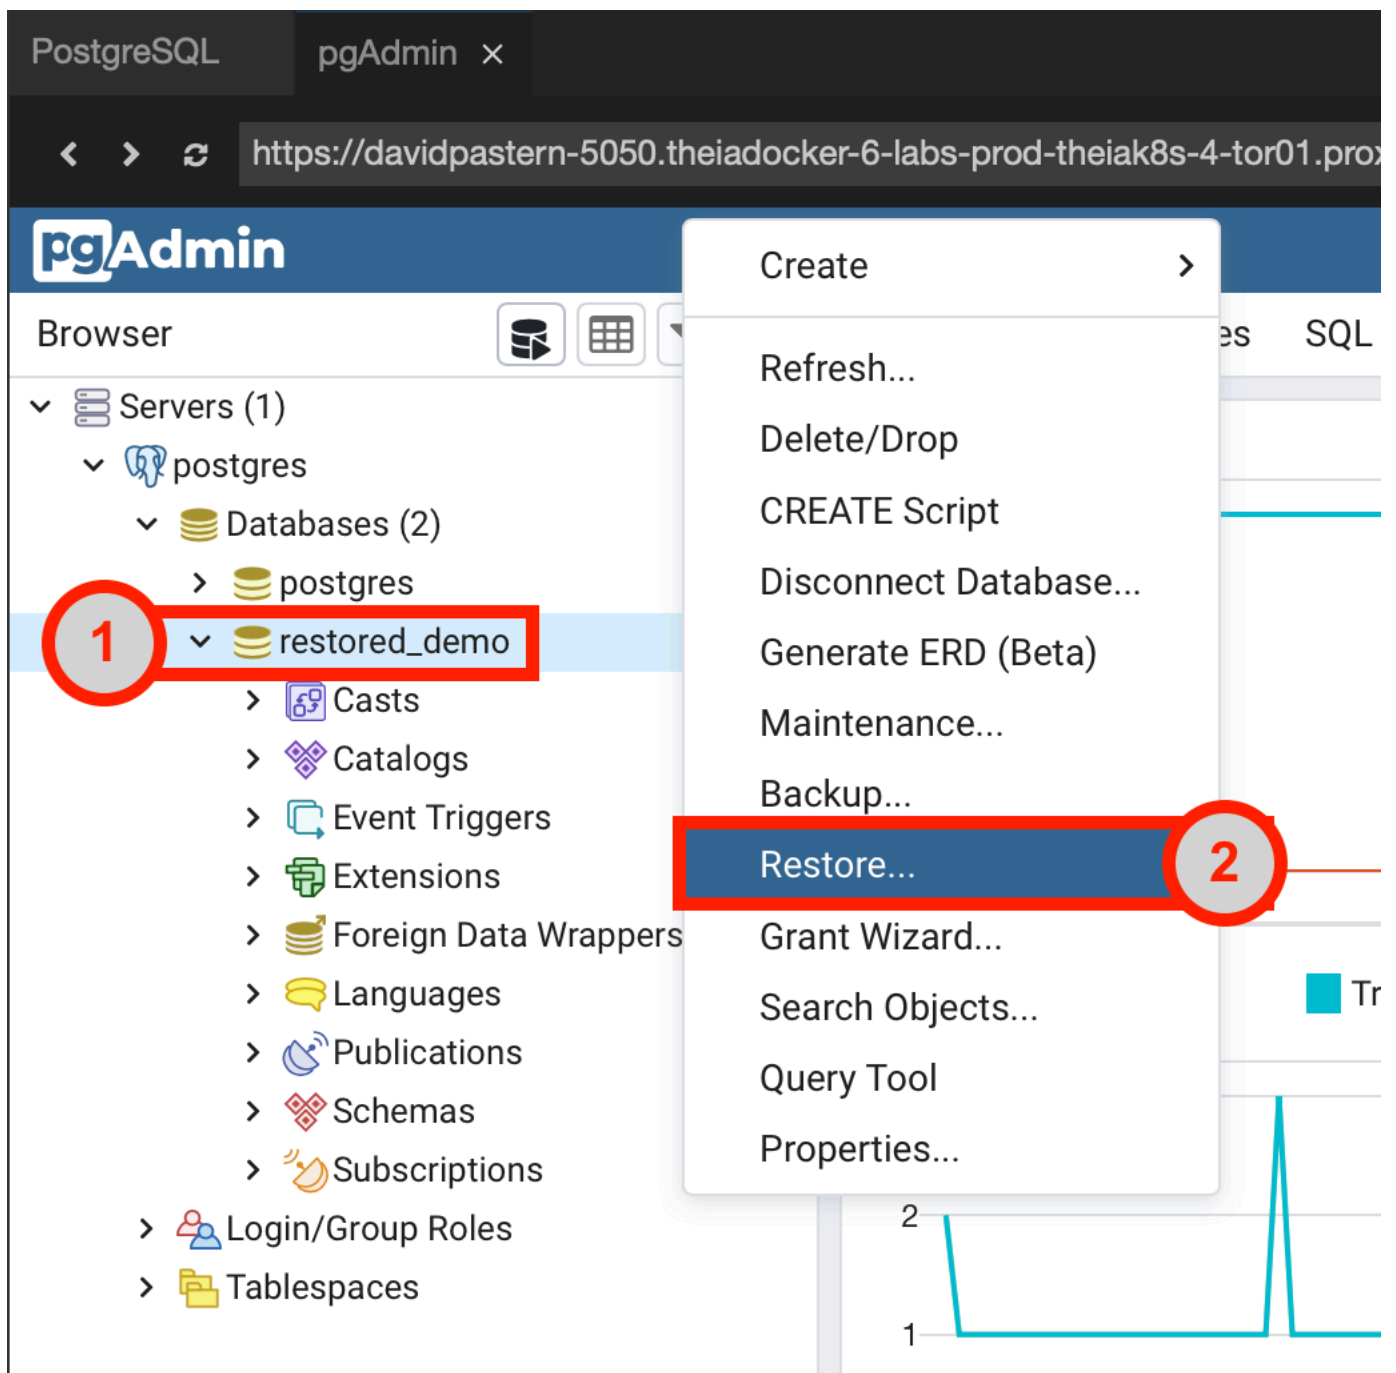 PostgreSQL
pgAdmin
https://davidpastern-5050.theiadocker-6-labs-prod-theiak8s-4-tor01.prox
pgAdmin
Browser
Servers (1)
postgres
Databases (2)
postgres
1
restored_demo
Casts
Catalogs
Event Triggers
Extensions
Foreign Data Wrappers
Languages
Publications
Schemas
Subscriptions
Login/Group Roles
Tablespaces
Create
Refresh...
Delete/Drop
CREATE Script
Disconnect Database...
Generate ERD (Beta)
Maintenance...
Backup...
Restore...
2
Grant Wizard...
Search Objects...
Query Tool
Properties...
es
SQL
Tr
2
1